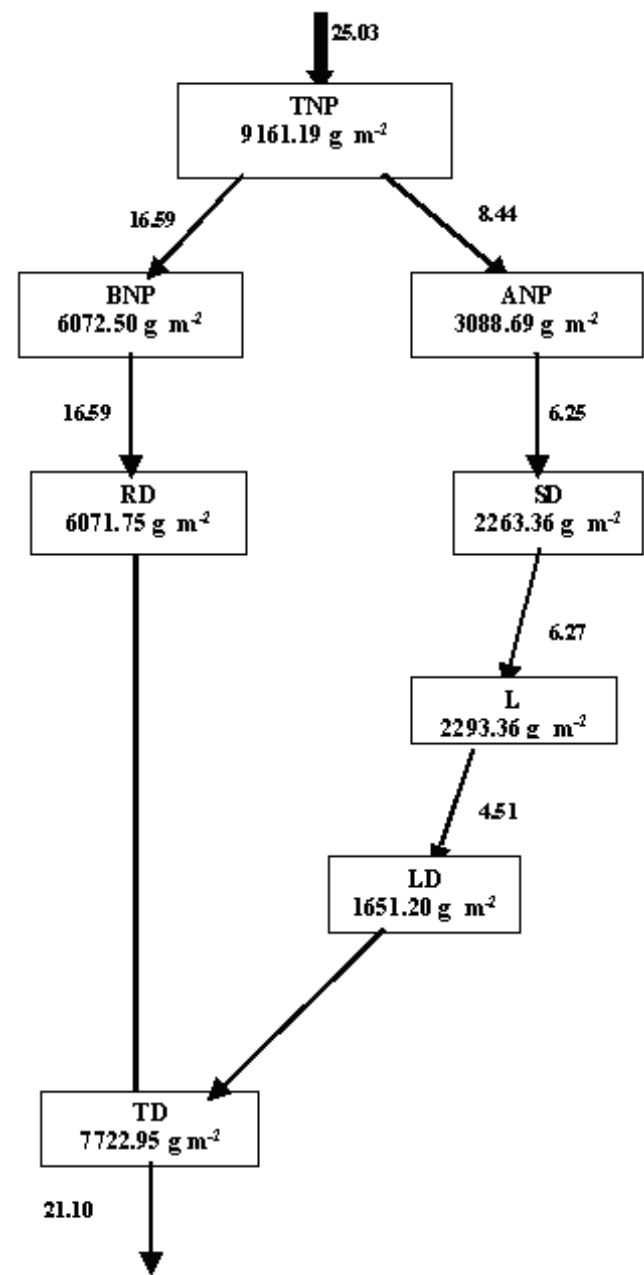 25.03
TNP
9161.19 g m⁻²
16.59
8.44
BNP
6072.50 g m⁻²
ANP
3088.69 g m⁻²
16.59
6.25
RD
6071.75 g m⁻²
SD
2263.36 g m⁻²
6.27
L
2293.36 g m⁻²
4.51
LD
1651.20 g m⁻²
TD
7722.95 g m⁻²
21.10